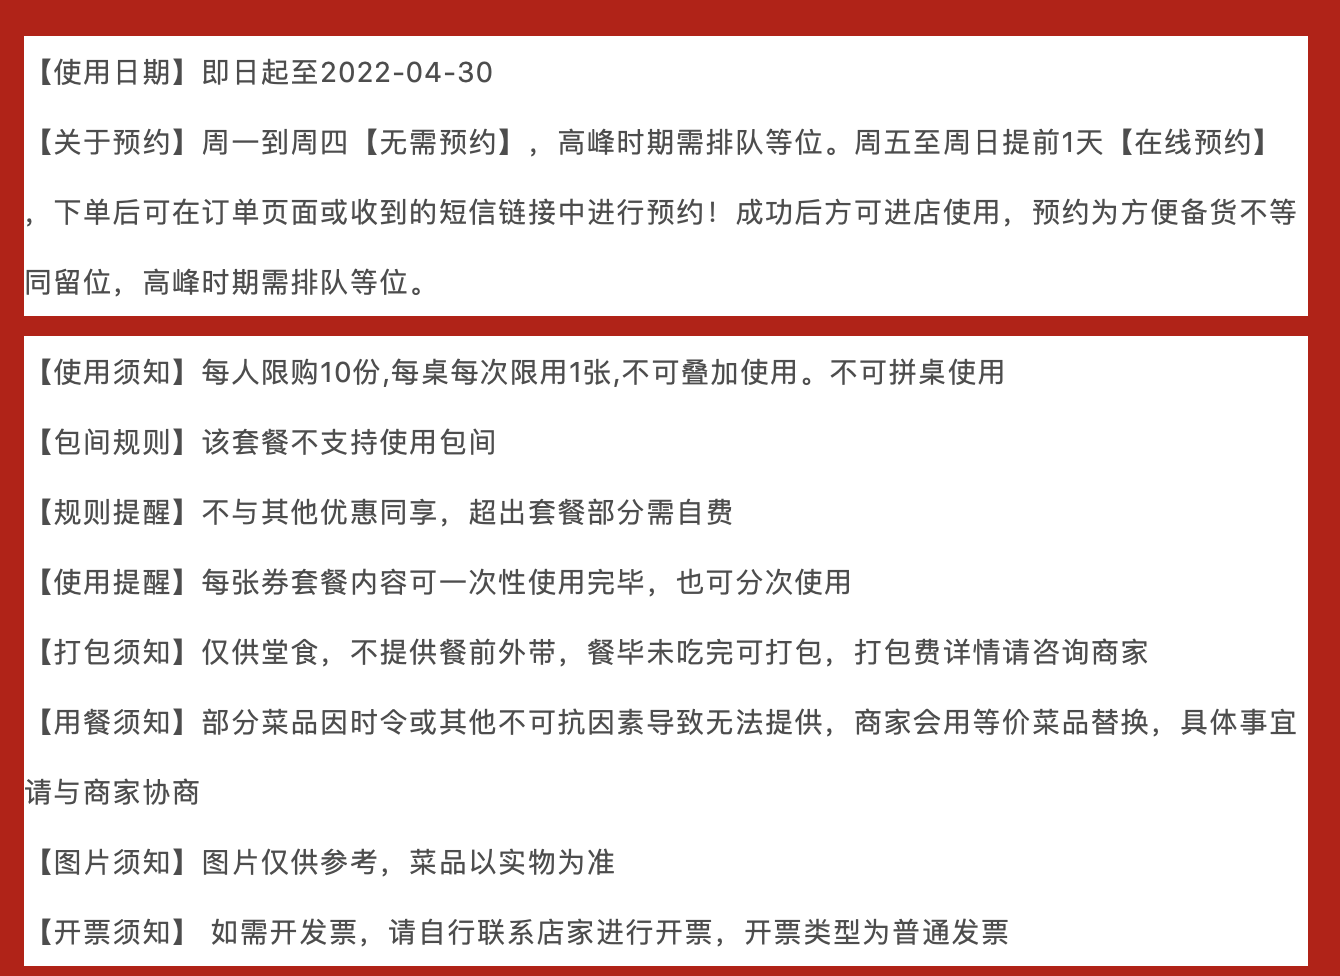 【使用日期】即日起至2022-04-30
【关于预约】周一到周四【无需预约】，高峰时期需排队等位。周五至周日提前1天【在线预约】
，下单后可在订单页面或收到的短信链接中进行预约！成功后方可进店使用，预约为方便备货不等
同留位，高峰时期需排队等位。
【使用须知】每人限购10份,每桌每次限用1张,不可叠加使用。不可拼桌使用
【包间规则】该套餐不支持使用包间
【规则提醒】不与其他优惠同享，超出套餐部分需自费
【使用提醒】每张券套餐内容可一次性使用完毕，也可分次使用
【打包须知】仅供堂食，不提供餐前外带，餐毕未吃完可打包，打包费详情请咨询商家
【用餐须知】部分菜品因时令或其他不可抗因素导致无法提供，商家会用等价菜品替换，具体事宜
请与商家协商
【图片须知】图片仅供参考，菜品以实物为准
【开票须知】 如需开发票，请自行联系店家进行开票，开票类型为普通发票